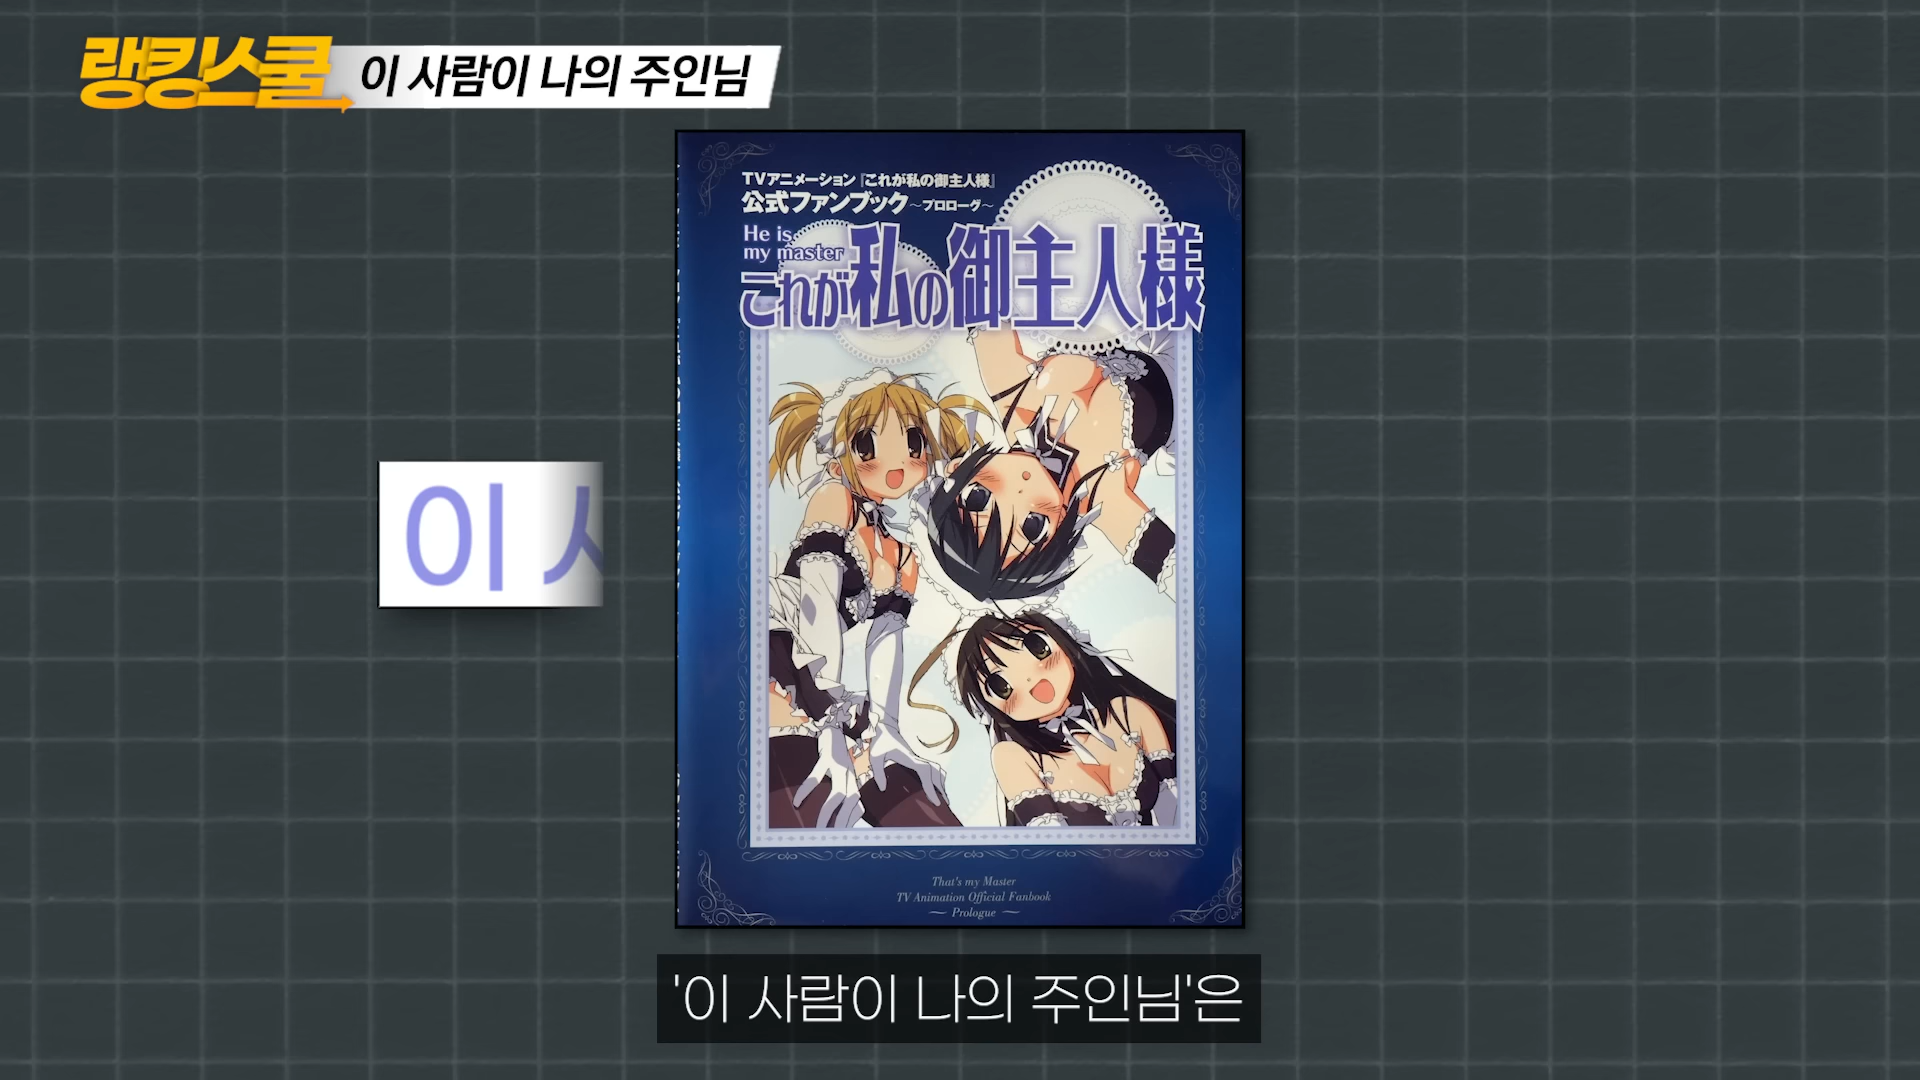 랭킹스쿨
이 사람이 나의 주인님
TVアニメーション『これが私の御主人様』
公式ファンブック～プロローグ～
He is
my master
これが私の御主人様
이 사
That's my Master
TV Animation Official Fanbook
Prologue
'이 사람이 나의 주인님'은